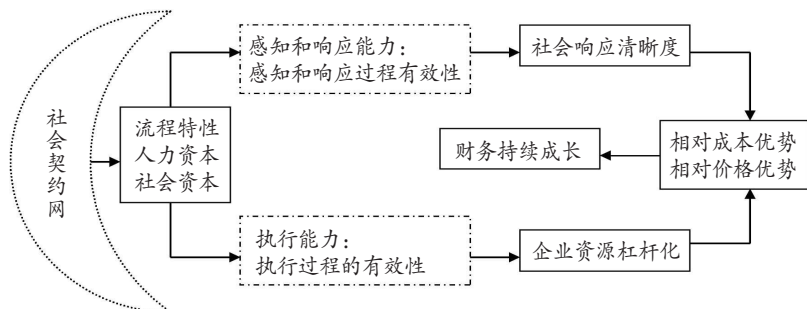 感知和响应能力:
感知和响应过程有效性
社会响应清晰度
社会契约网
流程特性
人力资本
社会资本
财务持续成长
相对成本优势
相对价格优势
执行能力:
执行过程的有效性
企业资源杠杆化